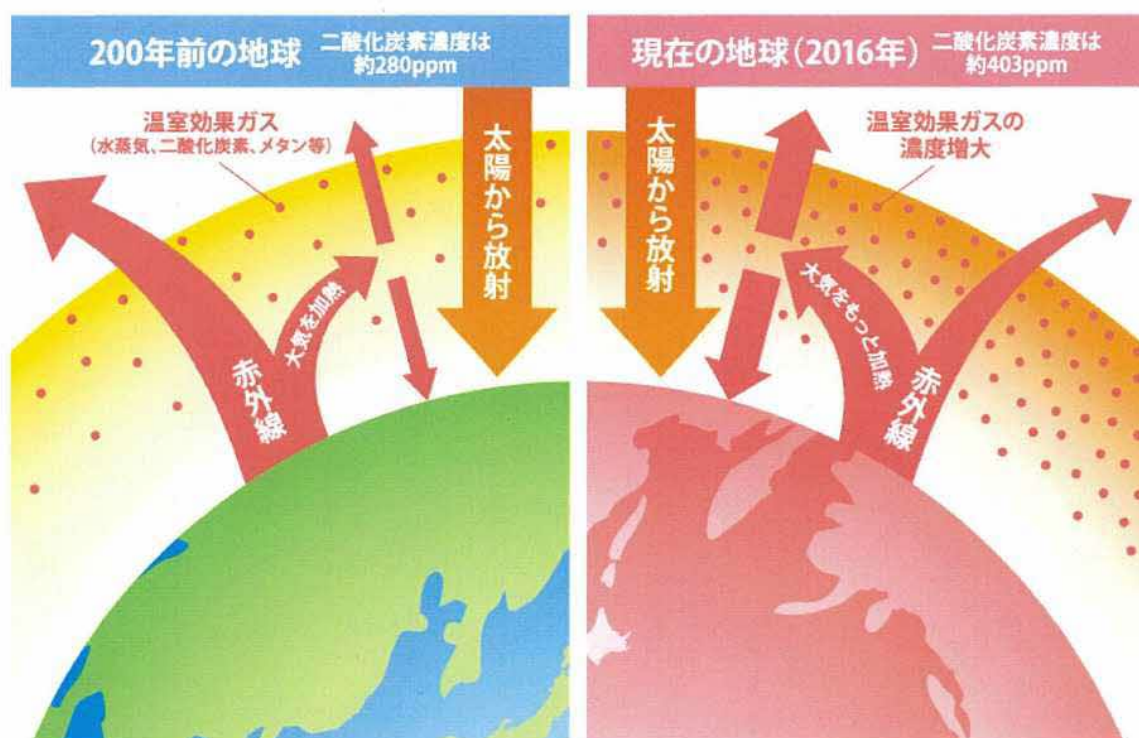 200年前の地球 二酸化炭素濃度は
約280ppm
温室効果ガス
(水蒸気、二酸化炭素、メタン等)
太陽から放射
大気を加熱
赤外線
現在の地球(2016年) 二酸化炭素濃度は
約403ppm
太陽から放射
温室効果ガスの
濃度増大
大気をもっと加熱
赤外線